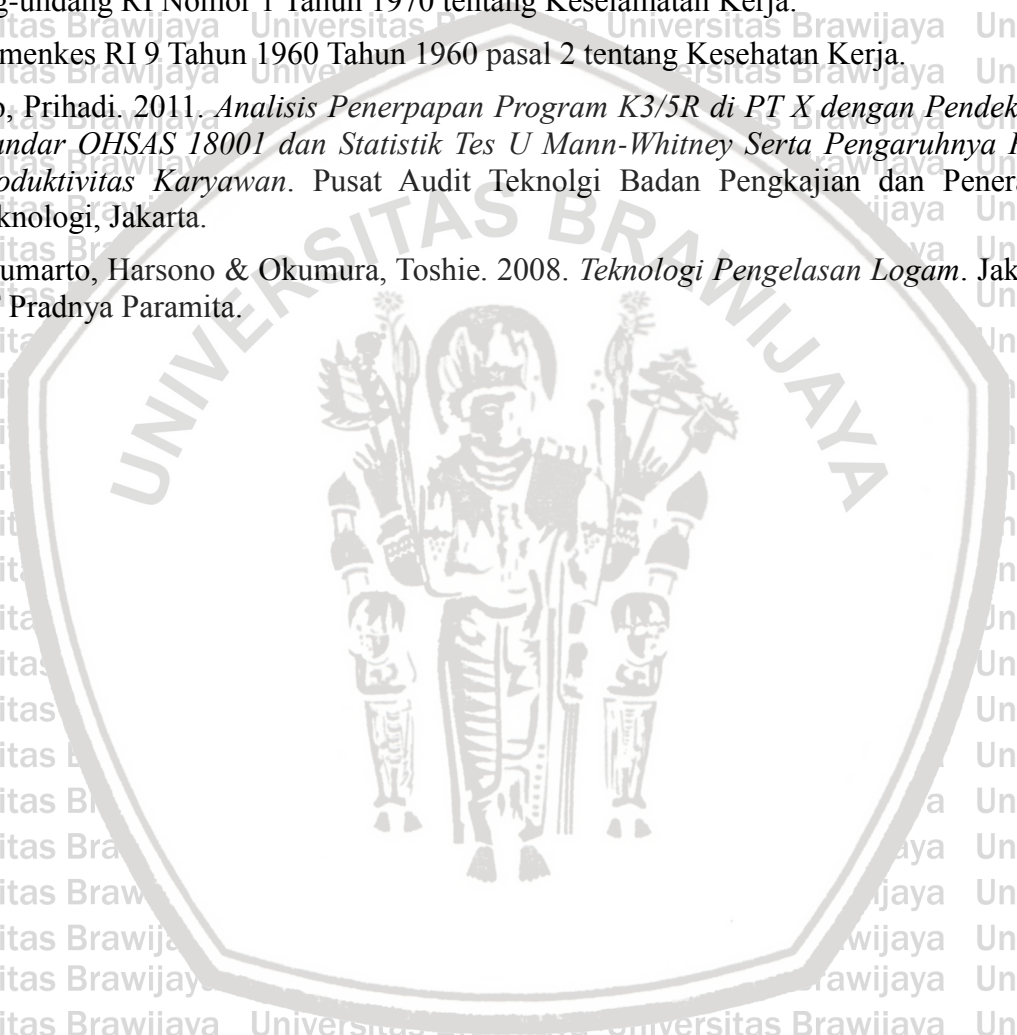 g-undang RI Nomor 1 Tahun 1970 tentang Keselamatan Kerja.
menkes RI 9 Tahun 1960 Tahun 1960 pasal 2 tentang Kesehatan Kerja.
o, Prihadi. 2011. Analisis Penerpapan Program K3/5R di PT X dengan Pendek
ndar OHSAS 18001 dan Statistik Tes U Mann-Whitney Serta Pengaruhnya
oduktivitas Karyawan. Pusat Audit Teknolgi Badan Pengkajian dan Penera
knologi, Jakarta.
umarto, Harsono & Okumura, Toshie. 2008. Teknologi Pengelasan Logam. Jak
Pradnya Paramita.
UNIVERSITAS BRAWIJAYA